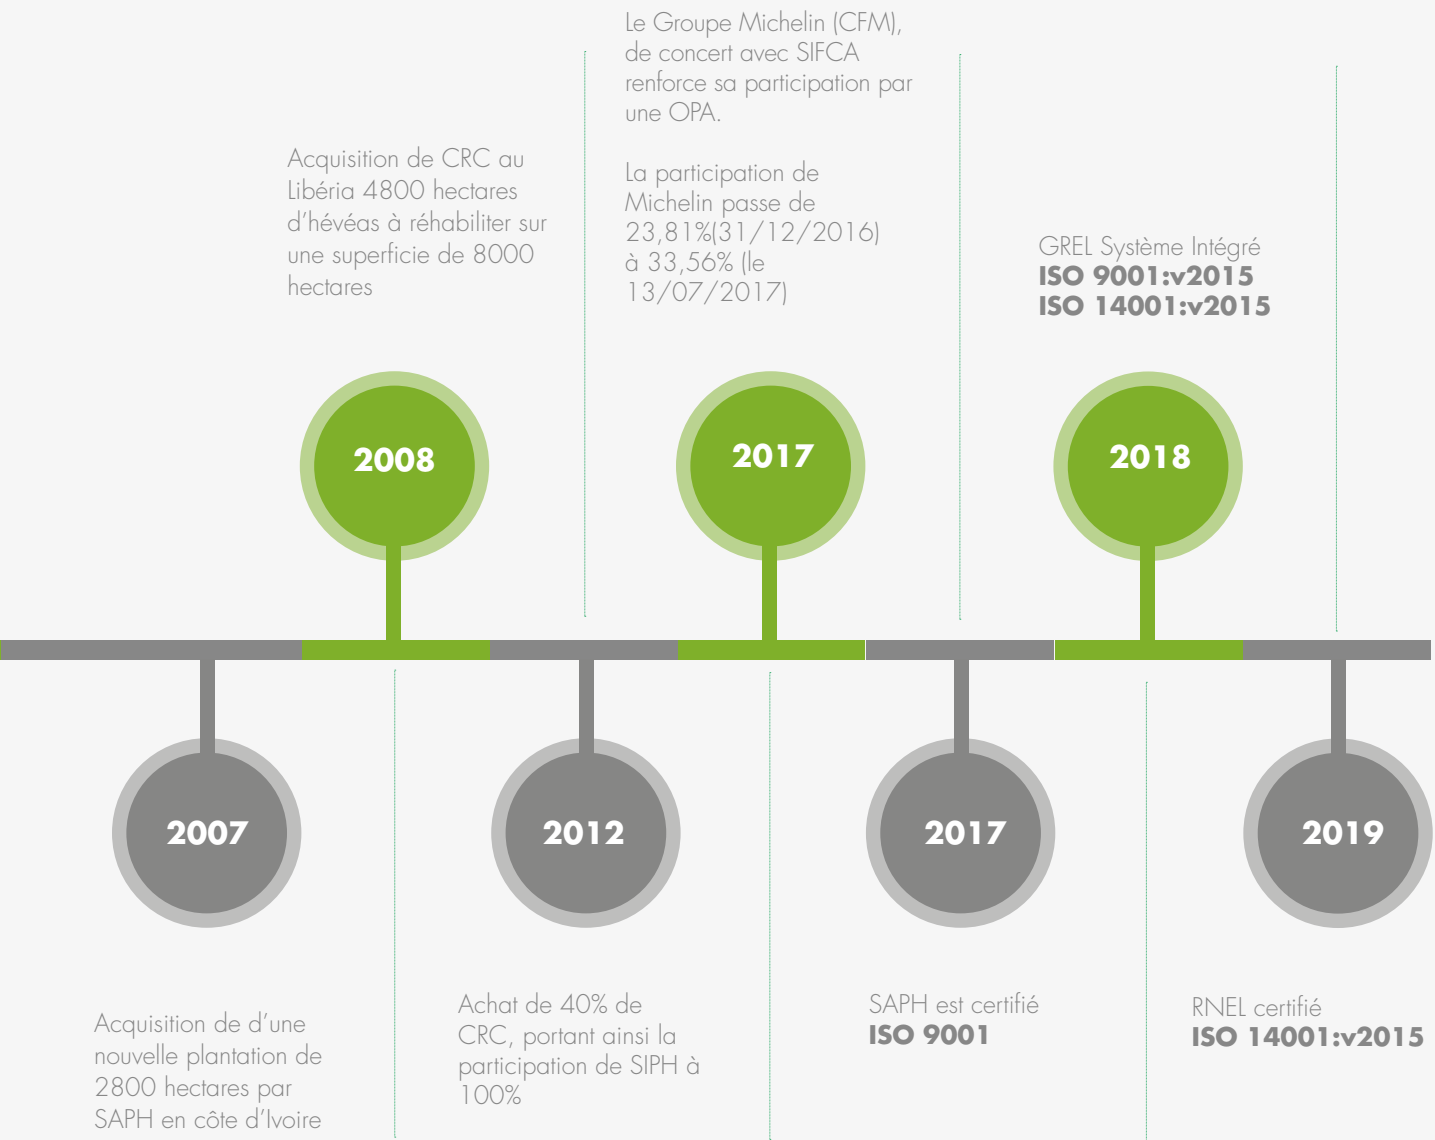 Le Groupe Michelin (CFM),
de concert avec SIFCA
renforce sa participation par
une OPA.
La participation de
Michelin passe de
23,81%(31/12/2016)
à 33,56% (le
13/07/2017)
Acquisition de CRC au
Libéria 4800 hectares
d’hévéas à réhabiliter sur
une superficie de 8000
hectares
GREL Système Intégré
ISO 9001:v2015
ISO 14001:v2015
2008
2017
2018
2007
2012
2017
2019
Acquisition de d’une
nouvelle plantation de
2800 hectares par
SAPH en côte d’Ivoire
Achat de 40% de
CRC, portant ainsi la
participation de SIPH à
100%
SAPH est certifié
ISO 9001
RNEL certifié
ISO 14001:v2015